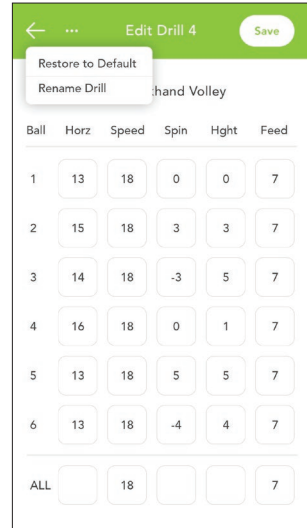 ← ... Edit Drill 4 Save
Restore to Default
Rename Drill
hand Volley
Ball Horz Speed Spin Hght Feed
1 13 18 0 0 7
2 15 18 3 3 7
3 14 18 -3 5 7
4 16 18 0 1 7
5 13 18 5 5 7
6 13 18 -4 4 7
ALL 18 7